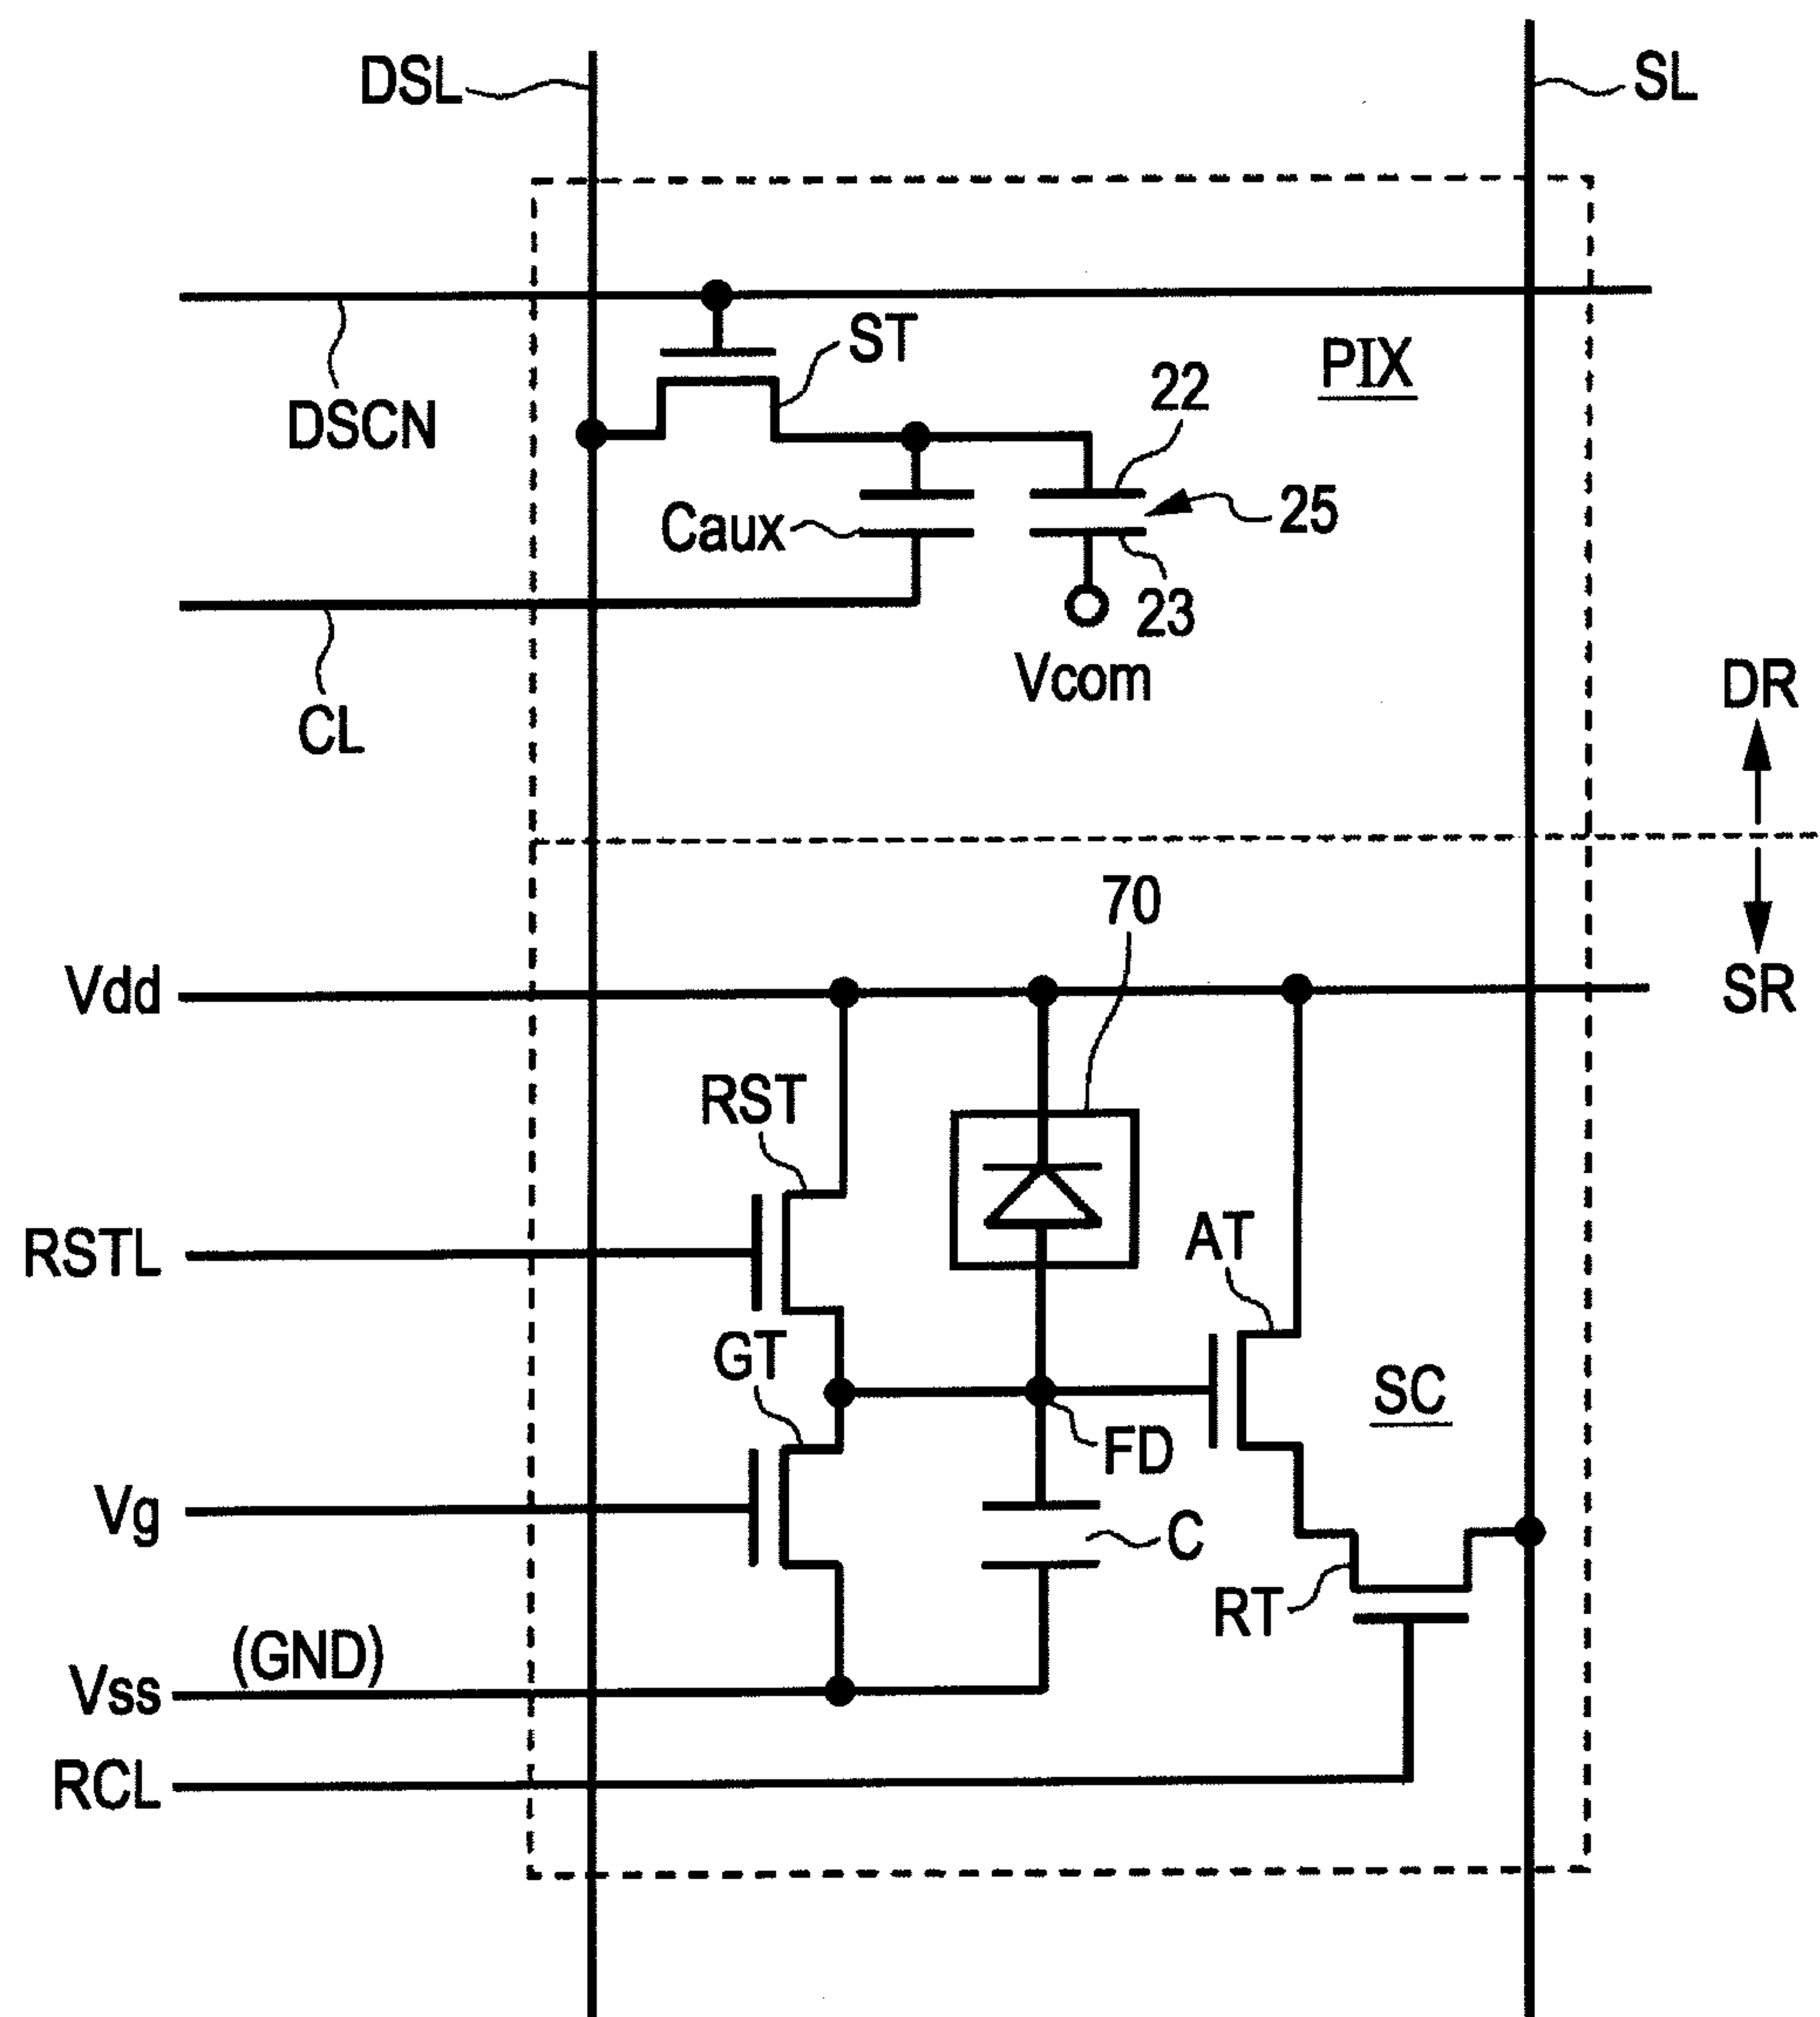 DSL
SL
ST
PIX
DSCN
22
Caux
25
23
Vcom
CL
DR
70
Vdd
SR
RST
RSTL
AT
GT
SC
FD
Vg
C
RT
(GND)
Vss
RCL